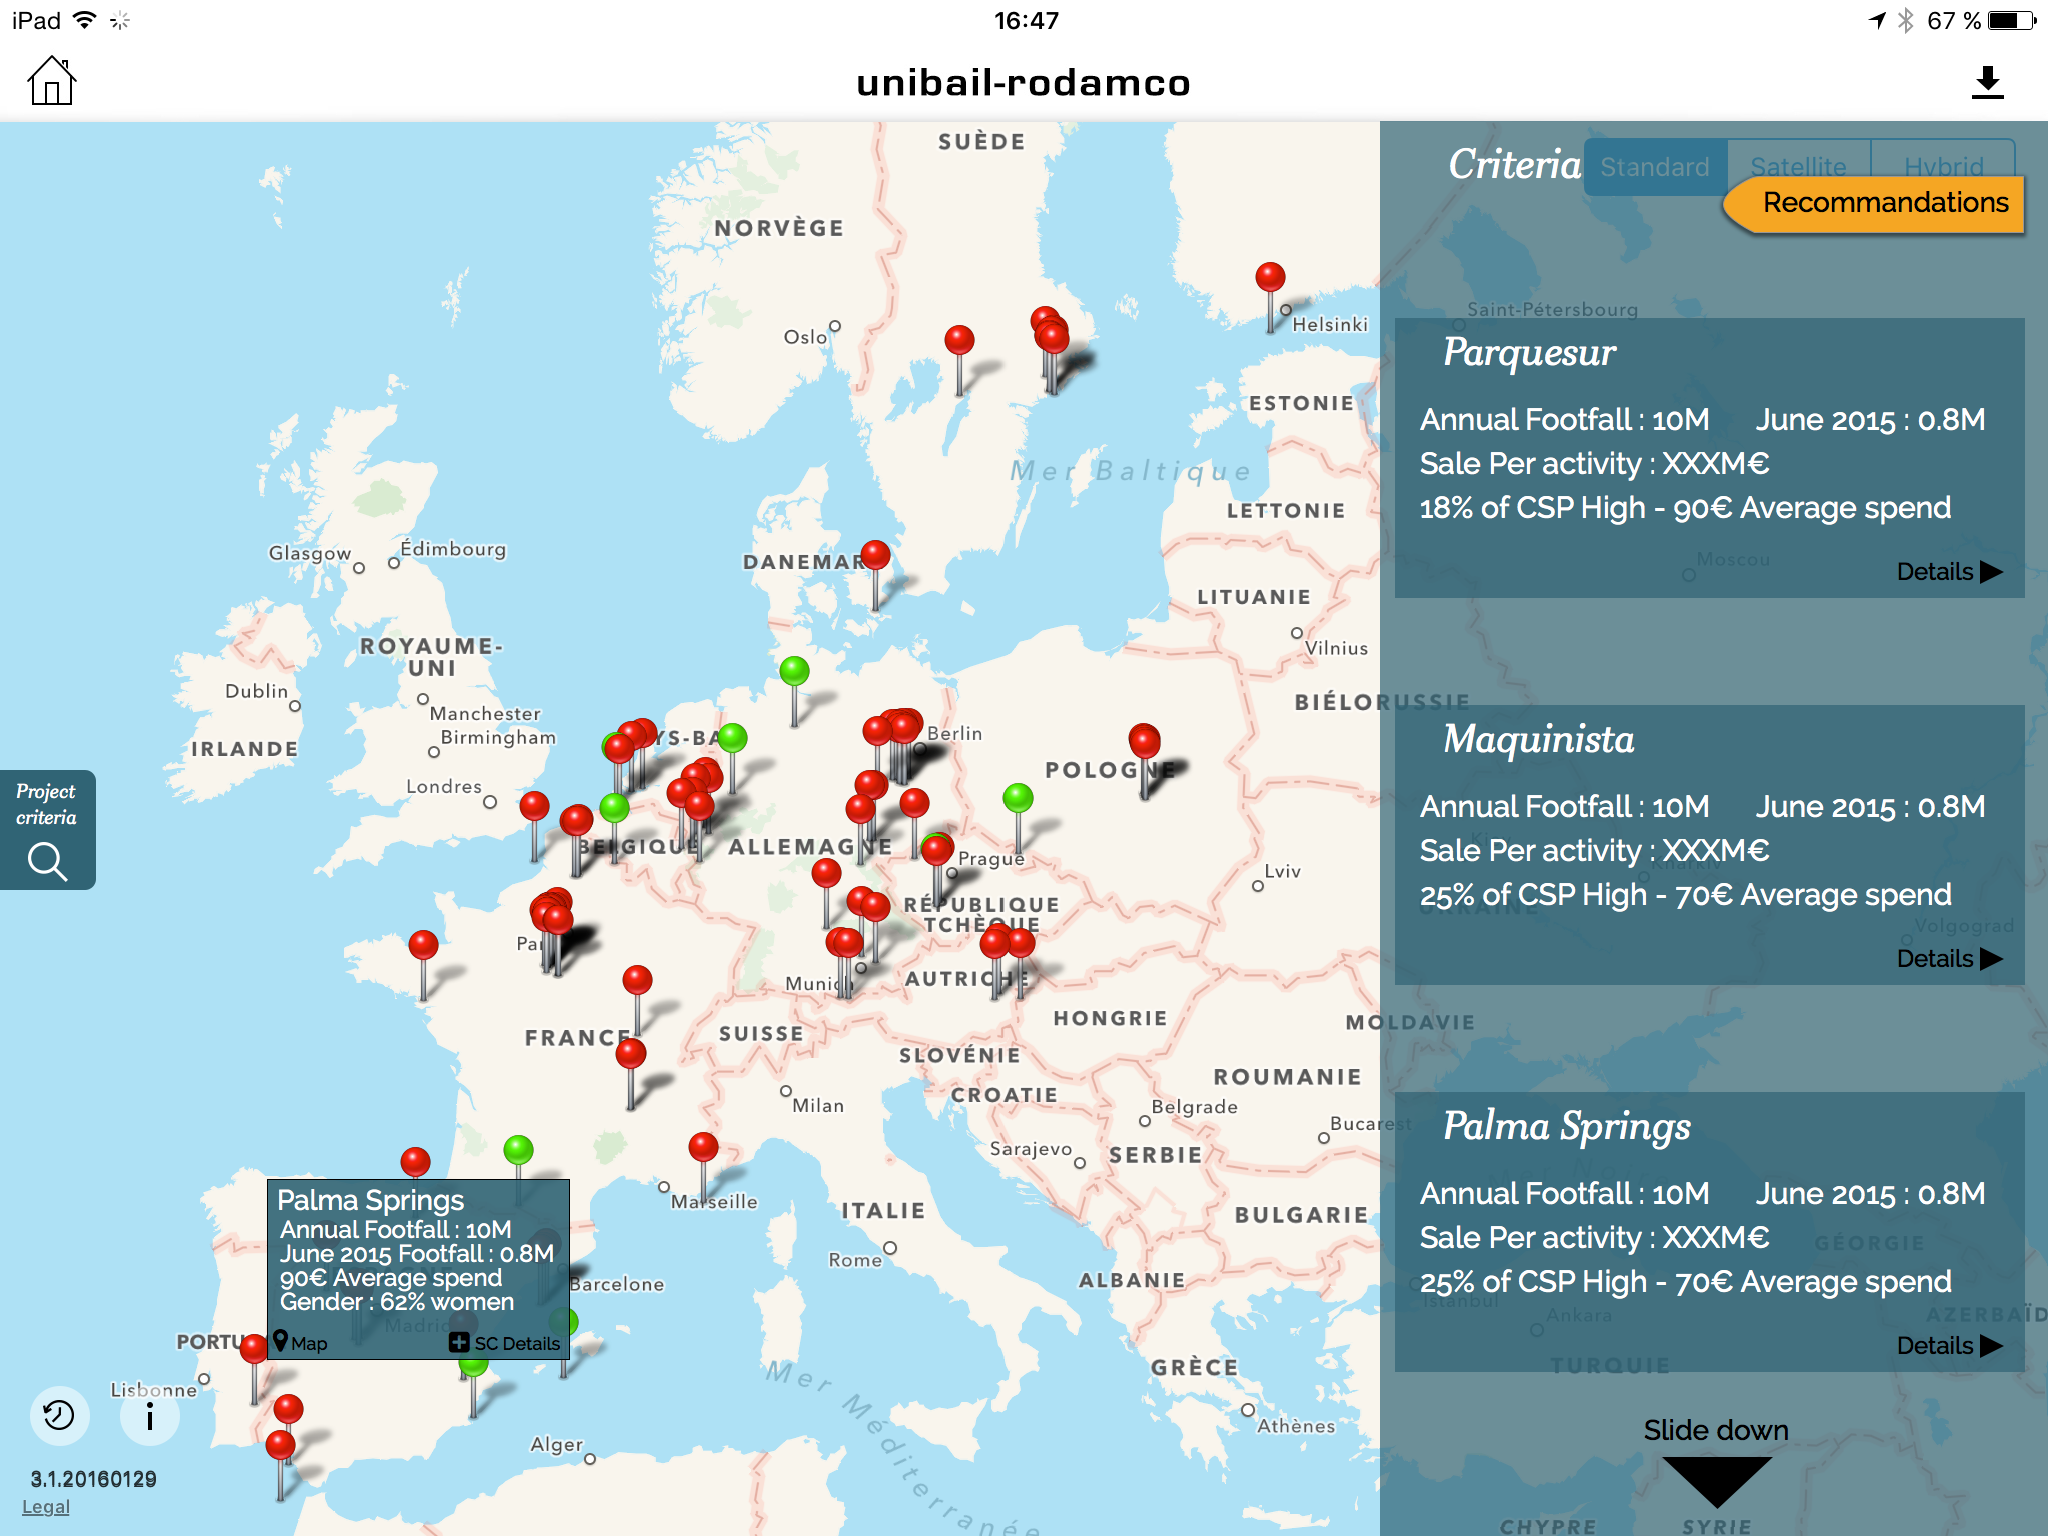 iPad
16:47
67 %
unibail-rodamco
Criteria
Standard
Satellite
Hybrid
Recommandations
SUÈDE
NORVÈGE
Oslo
Helsinki
Saint-Pétersbourg
ESTONIE
Mer Baltique
LETTONIE
Glasgow
Édimbourg
DANEMAR
LITUANIE
Vilnius
Moscou
ROYAUME-
UNI
Dublin
Manchester
Birmingham
IRLANDE
Londres
YS-BA
Berlin
POLOGNE
BIÉLORUSSIE
BELGIQUE
ALLEMAGNE
Prague
Lviv
RÉPUBLIQUE
TCHÈQUE
UKRAINE
Volgograd
Munich
AUTRICHE
FRANCE
SUISSE
HONGRIE
MOLDAVIE
SLOVÉNIE
CROATIE
ROUMANIE
Milan
Belgrade
Bucarest
Sarajevo
SERBIE
Marseille
ITALIE
BULGARIE
Rome
ALBANIE
GÉORGIE
Barcelone
Madrid
Istanbul
Ankara
AZERBAÏD
PORTU
Lisbonne
GRÈCE
TURQUIE
Athènes
Alger
Mer Méditerranée
CHYPRE
SYRIE
Project
criteria
Parquesur
Annual Footfall : 10M June 2015 : 0.8M
Sale Per activity : XXXM€
18% of CSP High - 90€ Average spend
Details
Maquinista
Annual Footfall : 10M June 2015 : 0.8M
Sale Per activity : XXXM€
25% of CSP High - 70€ Average spend
Details
Palma Springs
Annual Footfall : 10M June 2015 : 0.8M
Sale Per activity : XXXM€
25% of CSP High - 70€ Average spend
Details
Slide down
Palma Springs
Annual Footfall : 10M
June 2015 Footfall : 0.8M
90€ Average spend
Gender : 62% women
Map
SC Details
3.1.20160129
Legal